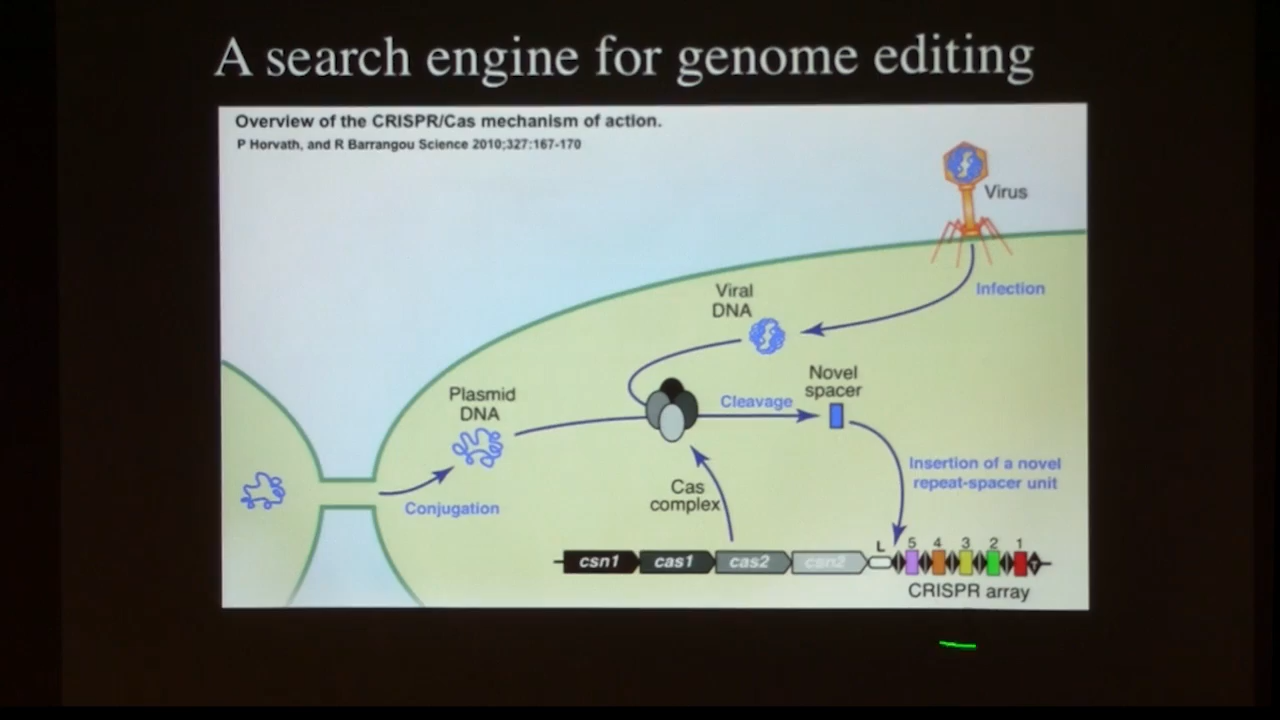 A search engine for genome editing
Overview of the CRISPR/Cas mechanism of action.
P Horvath, and R Barrangou Science 2010;327:167-170
Virus
Infection
Viral
DNA
Novel
spacer
Cleavage
Plasmid
DNA
Insertion of a novel
repeat-spacer unit
Cas
complex
Conjugation
L 5 4 3 2 1
csn1 cas1 cas2 csn2 T
CRISPR array